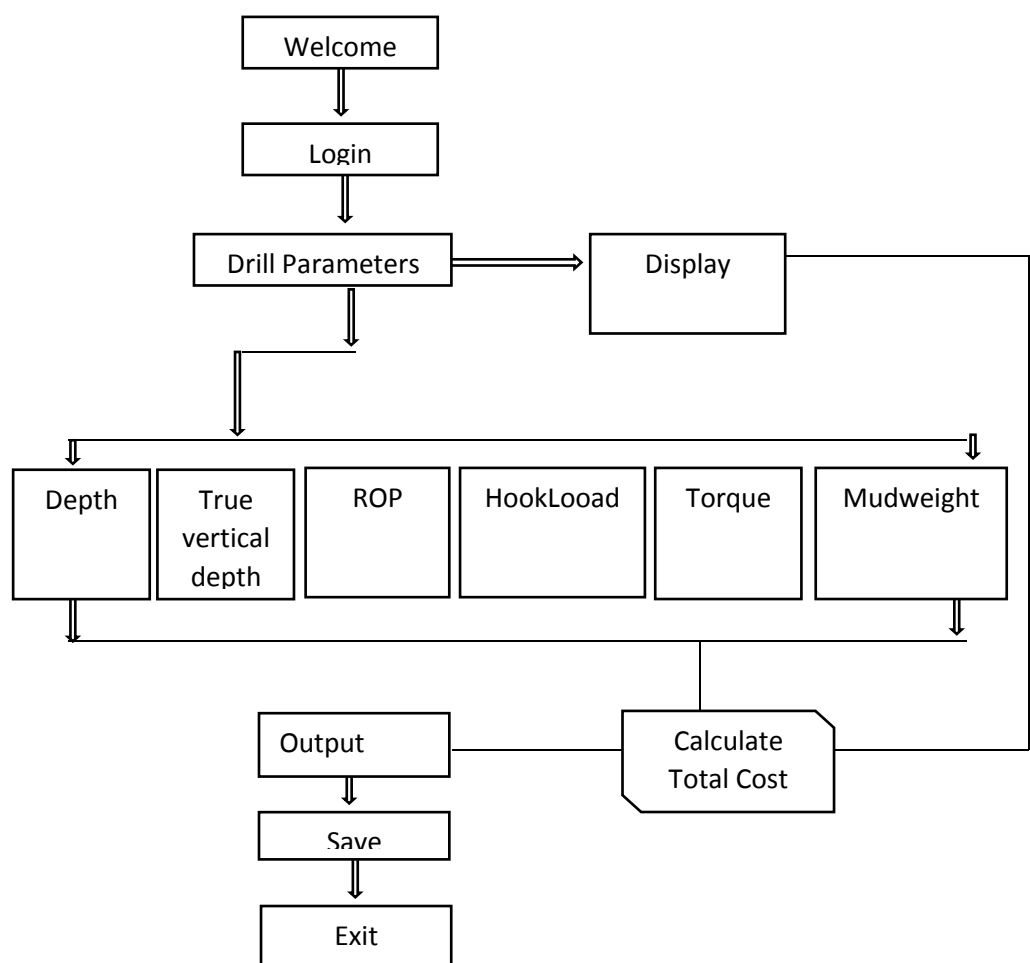 Welcome
Login
Drill Parameters
Display
Depth
True
vertical
depth
ROP
HookLooad
Torque
Mudweight
Output
Calculate
Total Cost
Save
Exit